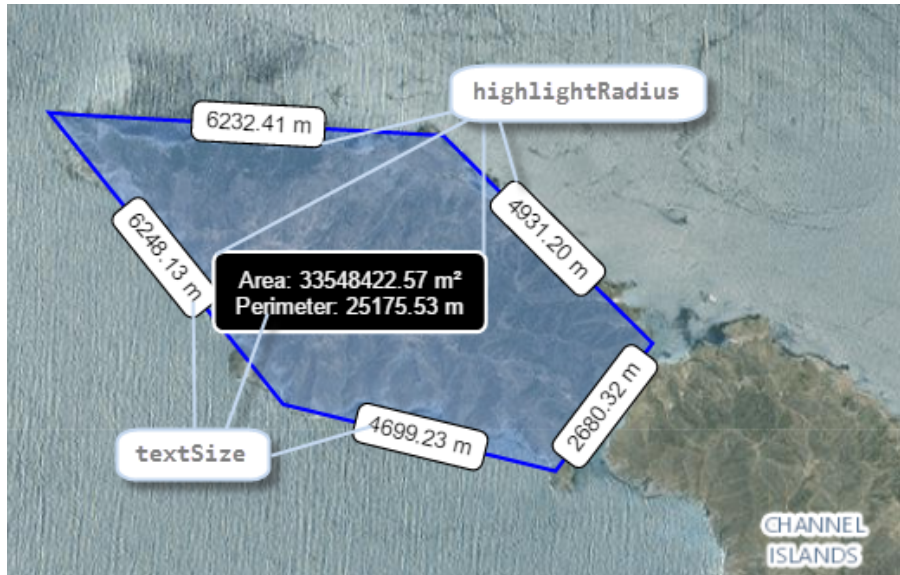 highlightRadius
6232.41 m
4931.20 m
6248.13 m
Area: 33548422.57 m²
Perimeter: 25175.53 m
2680.32 m
4699.23 m
textSize
CHANNEL
ISLANDS